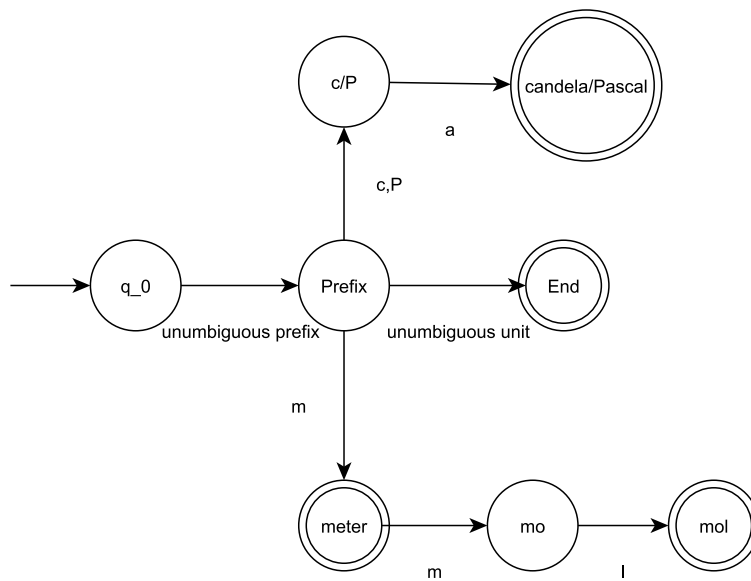 c/P
candela/Pascal
a
c,P
q_0
Prefix
End
unumbiguous prefix
unumbiguous unit
m
meter
mo
mol
m
l